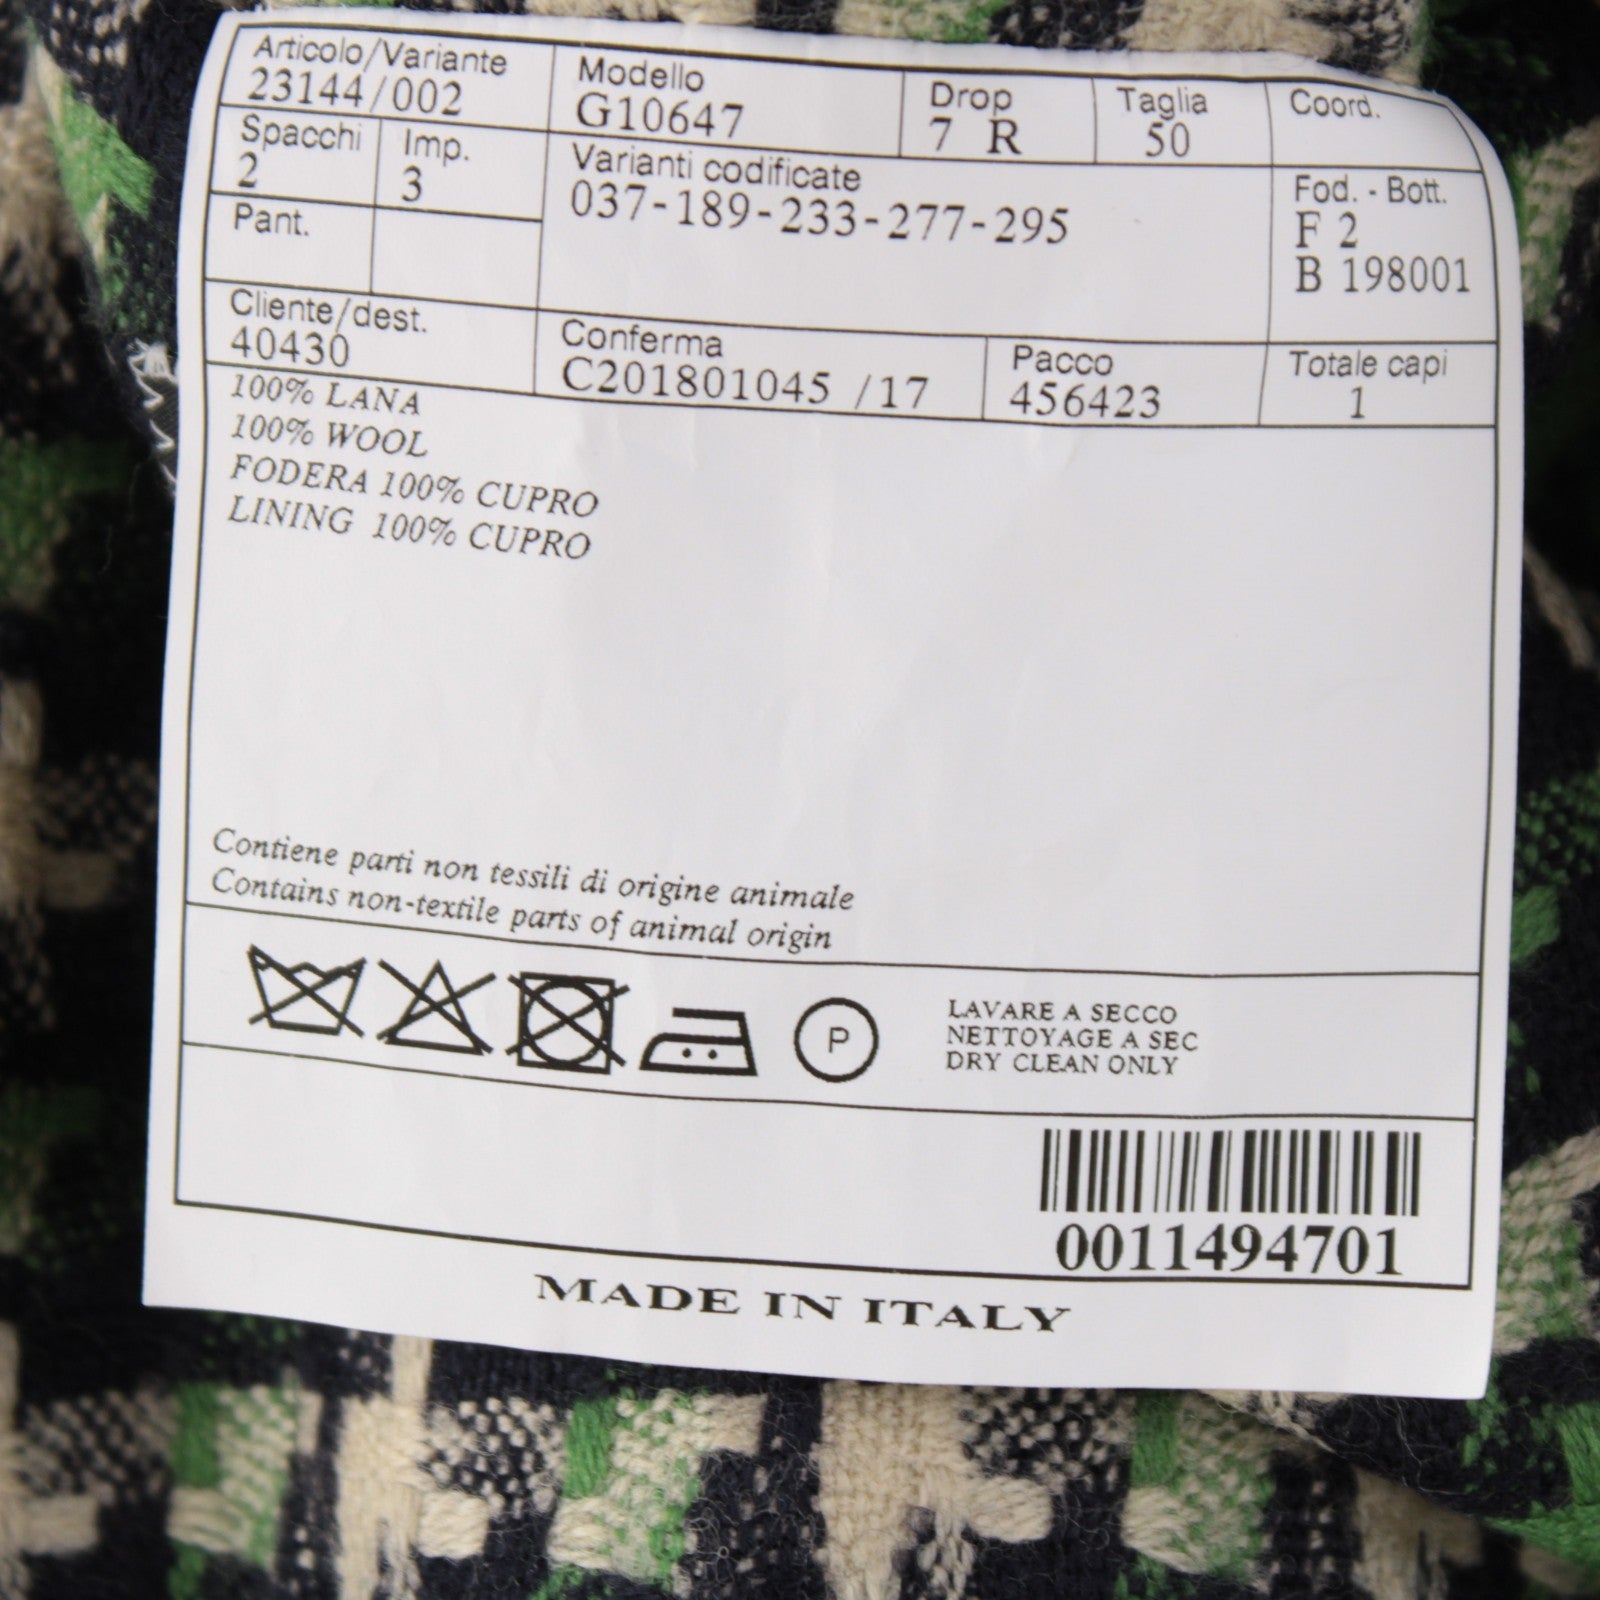 Articolo/Variante
23144/002
Modello
G10647
Drop
7 R
Taglia
50
Coord.
Spacchi
2
Imp.
3
Varianti codificate
037-189-233-277-295
Fod. - Bott.
F 2
B 198001
Pant.
Cliente/dest.
40430
Conferma
C201801045 /17
Pacco
456423
Totale capi
1
100% LANA
100% WOOL
FODERA 100% CUPRO
LINING 100% CUPRO
Contiene parti non tessili di origine animale
Contains non-textile parts of animal origin
P
LAVARE A SECCO
NETTOYAGE A SEC
DRY CLEAN ONLY
0011494701
MADE IN ITALY